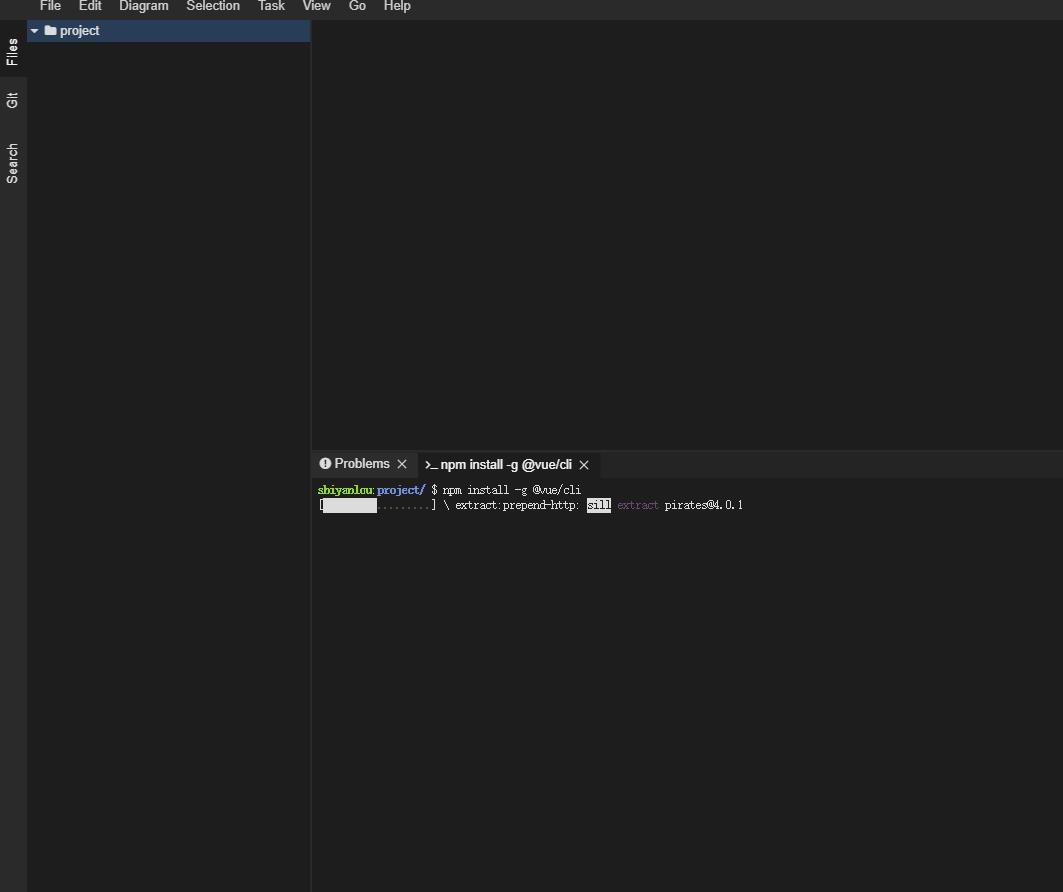 File Edit Diagram Selection Task View Go Help
project
Files
Git
Search
Problems
>_ npm install -g @vue/cli
shiyanlou:project/ $ npm install -g @vue/cli
[ .........] \ extract:prepend-http: sill extract pirates@4.0.1